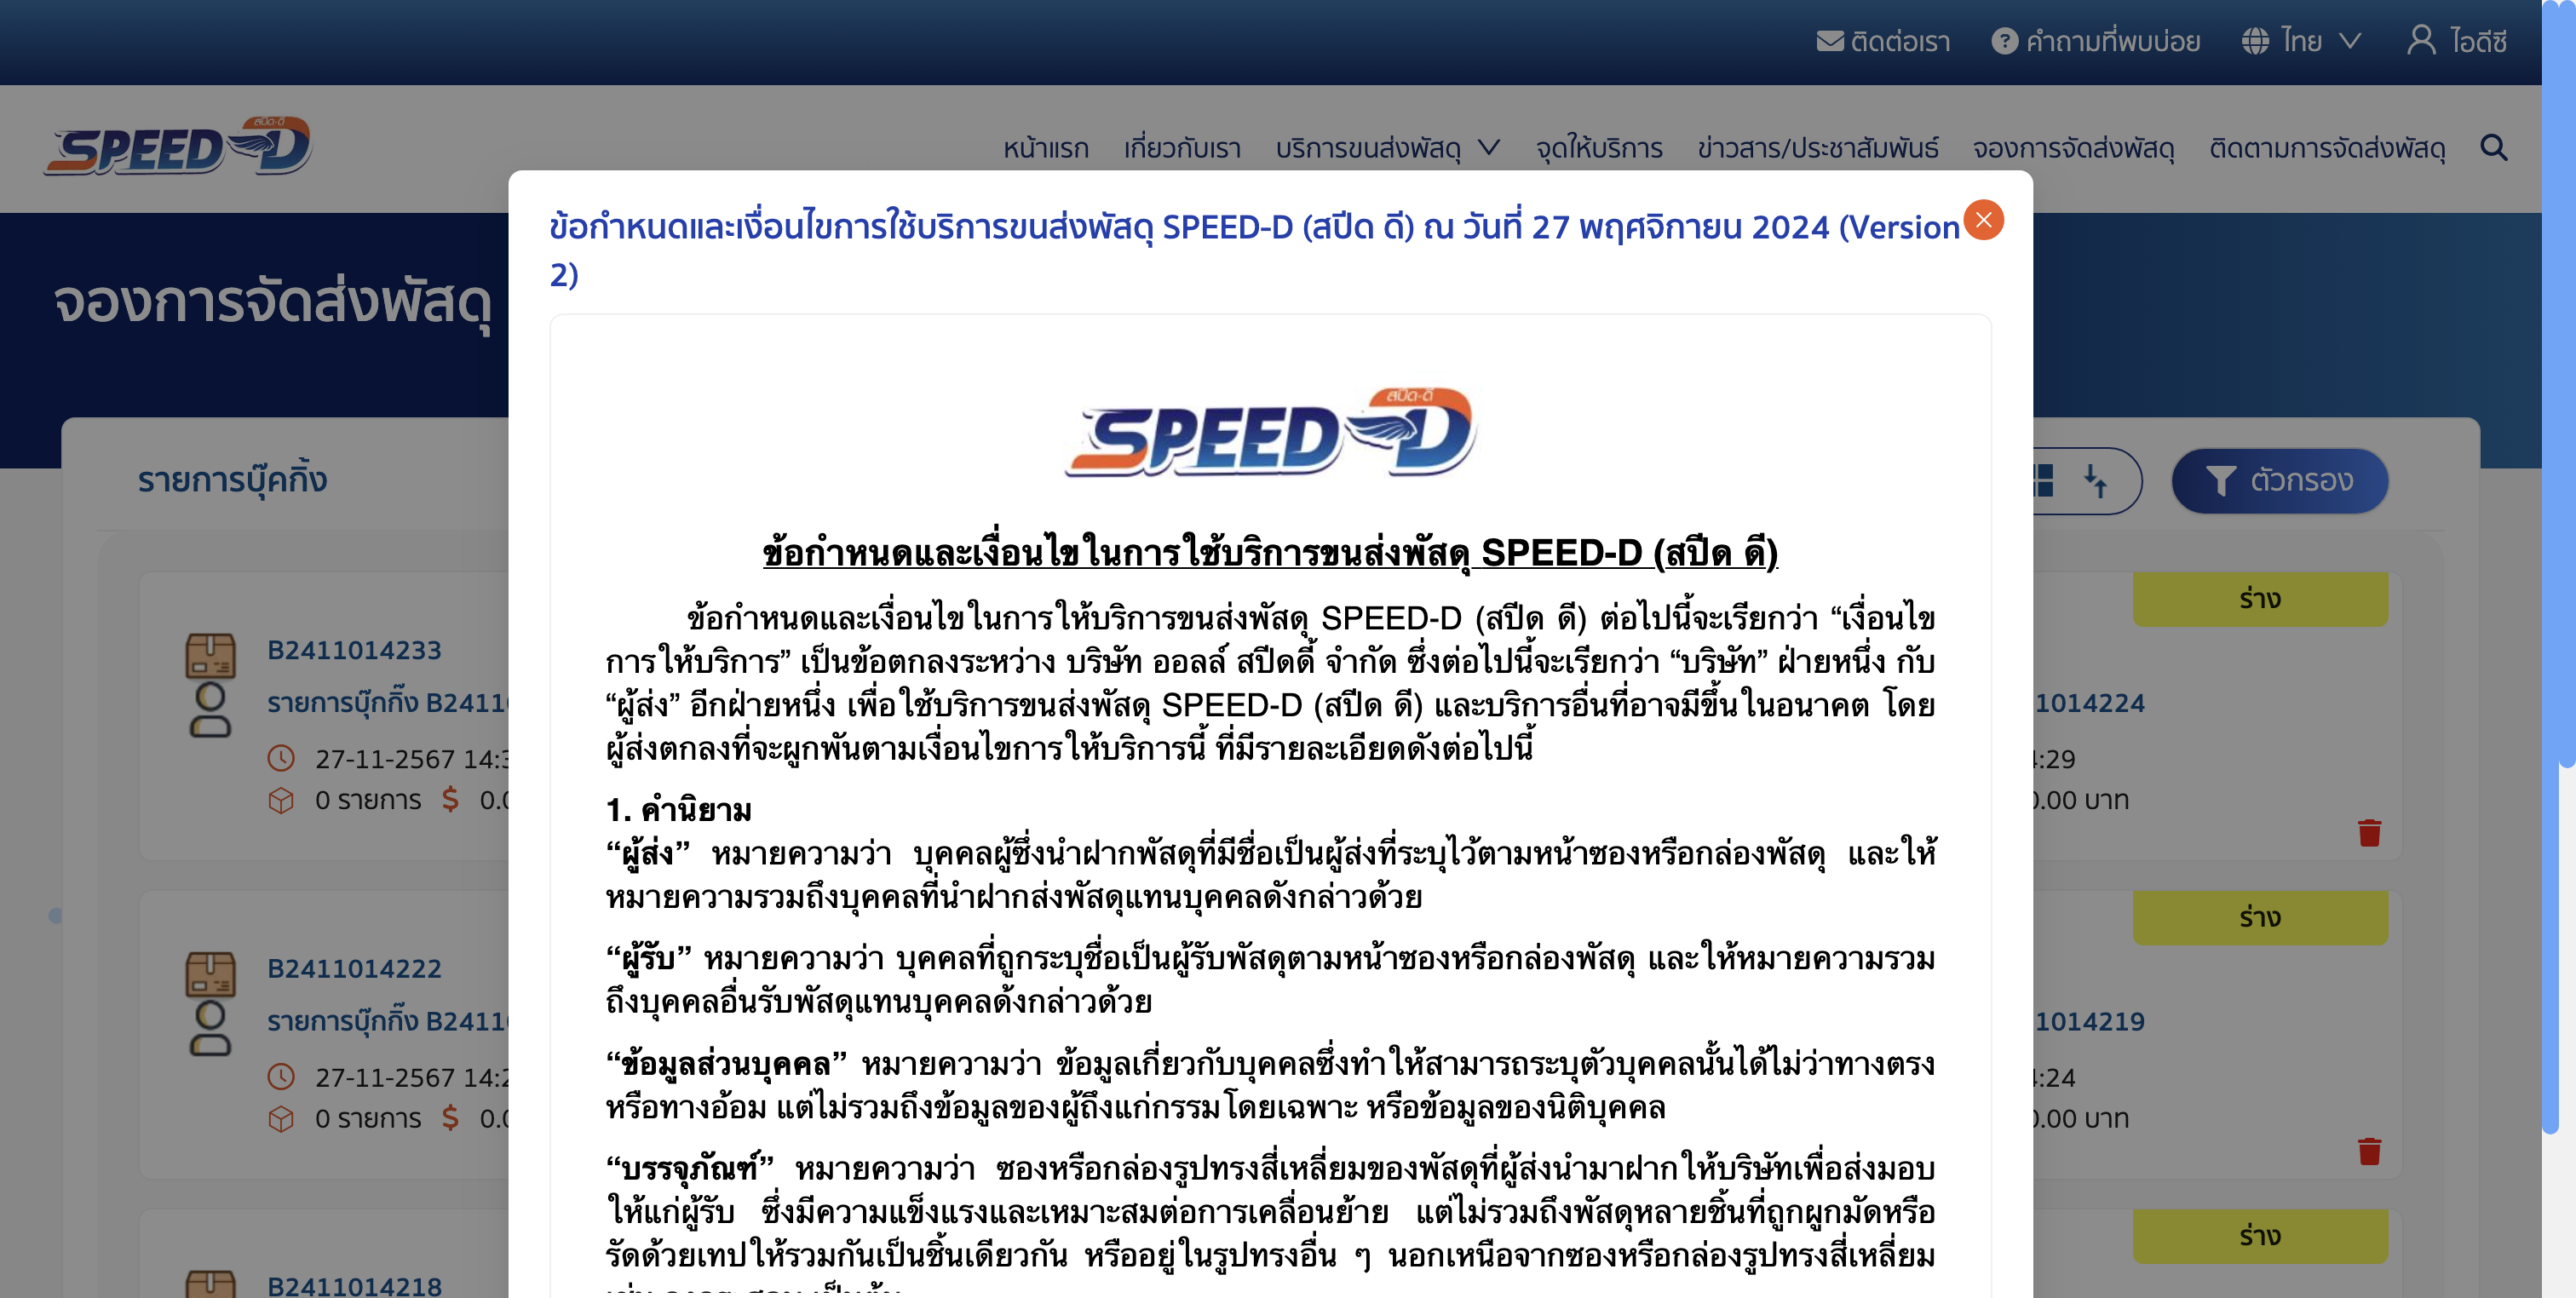 ติดต่อเรา คำถามที่พบบ่อย ไทย ไอดีซี
SPEED-D สปีด-ดี
หน้าแรก เกี่ยวกับเรา บริการขนส่งพัสดุ จุดให้บริการ ข่าวสาร/ประชาสัมพันธ์ จองการจัดส่งพัสดุ ติดตามการจัดส่งพัสดุ
จองการจัดส่งพัสดุ
รายการบุ๊คกิ้ง
ตัวกรอง
B2411014233
รายการบุ๊กกิ๊ง B2411
27-11-2567 14:3
0 รายการ $ 0.0
B2411014222
รายการบุ๊กกิ๊ง B2411
27-11-2567 14:2
0 รายการ $ 0.0
B2411014218
ข้อกำหนดและเงื่อนไขการใช้บริการขนส่งพัสดุ SPEED-D (สปีด ดี) ณ วันที่ 27 พฤศจิกายน 2024 (Version
2)
SPEED-D สปีด-ดี
ข้อกำหนดและเงื่อนไขในการใช้บริการขนส่งพัสดุ SPEED-D (สปีด ดี)
ข้อกำหนดและเงื่อนไขในการให้บริการขนส่งพัสดุ SPEED-D (สปีด ดี) ต่อไปนี้จะเรียกว่า “เงื่อนไข
การให้บริการ” เป็นข้อตกลงระหว่าง บริษัท ออลล์ สปีดดี้ จำกัด ซึ่งต่อไปนี้จะเรียกว่า “บริษัท” ฝ่ายหนึ่ง กับ
“ผู้ส่ง” อีกฝ่ายหนึ่ง เพื่อใช้บริการขนส่งพัสดุ SPEED-D (สปีด ดี) และบริการอื่นที่อาจมีขึ้นในอนาคต โดย
ผู้ส่งตกลงที่จะผูกพันตามเงื่อนไขการให้บริการนี้ ที่มีรายละเอียดดังต่อไปนี้
1. คำนิยาม
“ผู้ส่ง” หมายความว่า บุคคลผู้ซึ่งนำฝากพัสดุที่มีชื่อเป็นผู้ส่งที่ระบุไว้ตามหน้าซองหรือกล่องพัสดุ และให้
หมายความรวมถึงบุคคลที่นำฝากส่งพัสดุแทนบุคคลดังกล่าวด้วย
“ผู้รับ” หมายความว่า บุคคลที่ถูกระบุชื่อเป็นผู้รับพัสดุตามหน้าซองหรือกล่องพัสดุ และให้หมายความรวม
ถึงบุคคลอื่นรับพัสดุแทนบุคคลด้งกล่าวด้วย
“ข้อมูลส่วนบุคคล” หมายความว่า ข้อมูลเกี่ยวกับบุคคลซึ่งทำให้สามารถระบุตัวบุคคลนั้นได้ไม่ว่าทางตรง
หรือทางอ้อม แต่ไม่รวมถึงข้อมูลของผู้ถึงแก่กรรมโดยเฉพาะ หรือข้อมูลของนิติบุคคล
“บรรจุภัณฑ์” หมายความว่า ซองหรือกล่องรูปทรงสี่เหลี่ยมของพัสดุที่ผู้ส่งนำมาฝากให้บริษัทเพื่อส่งมอบ
ให้แก่ผู้รับ ซึ่งมีความแข็งแรงและเหมาะสมต่อการเคลื่อนย้าย แต่ไม่รวมถึงพัสดุหลายชิ้นที่ถูกผูกมัดหรือ
รัดด้วยเทปให้รวมกันเป็นชิ้นเดียวกัน หรืออยู่ในรูปทรงอื่น ๆ นอกเหนือจากซองหรือกล่องรูปทรงสี่เหลี่ยม
ร่าง
1014224
4:29
0.00 บาท
ร่าง
1014219
4:24
0.00 บาท
ร่าง